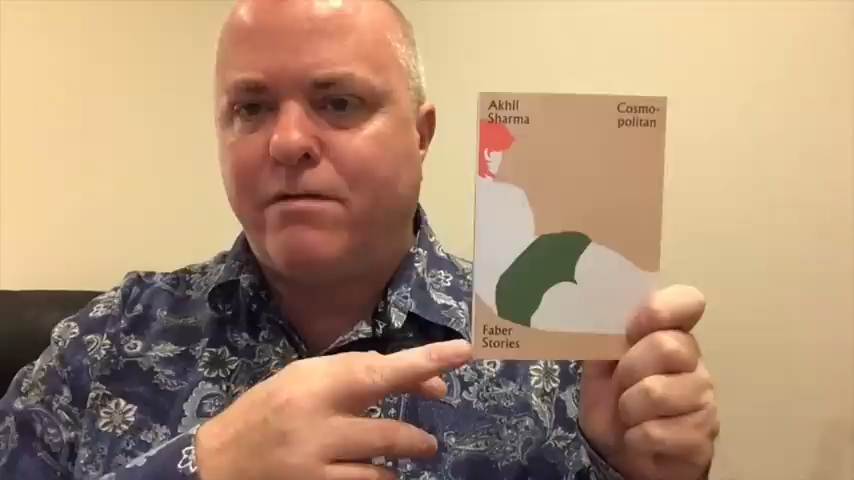 Akhil
Sharma
Cosmo-
politan
Faber
Stories